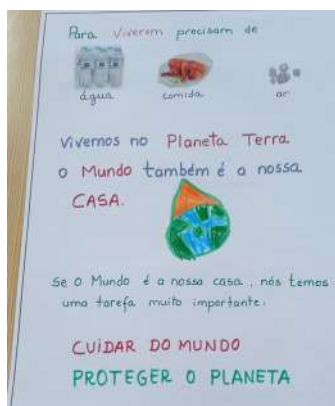 Para Viverem precisam de
água comida ar
Vivemos no Planeta Terra
o Mundo também é a nossa
CASA.
Se o Mundo é a nossa casa, nós temos
uma tarefa muito importante:
CUIDAR DO MUNDO
PROTEGER O PLANETA